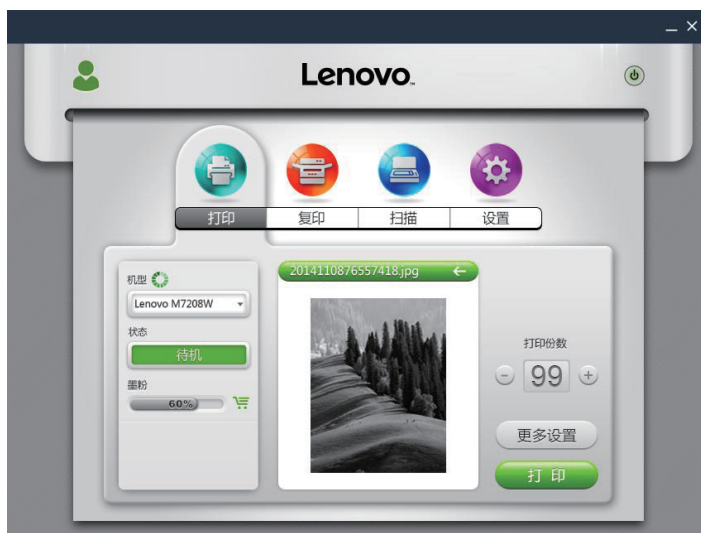 Lenovo
打印
复印
扫描
设置
机型
Lenovo M7208W
状态
待机
墨粉
60%
2014110876557418.jpg
打印份数
99
更多设置
打 印